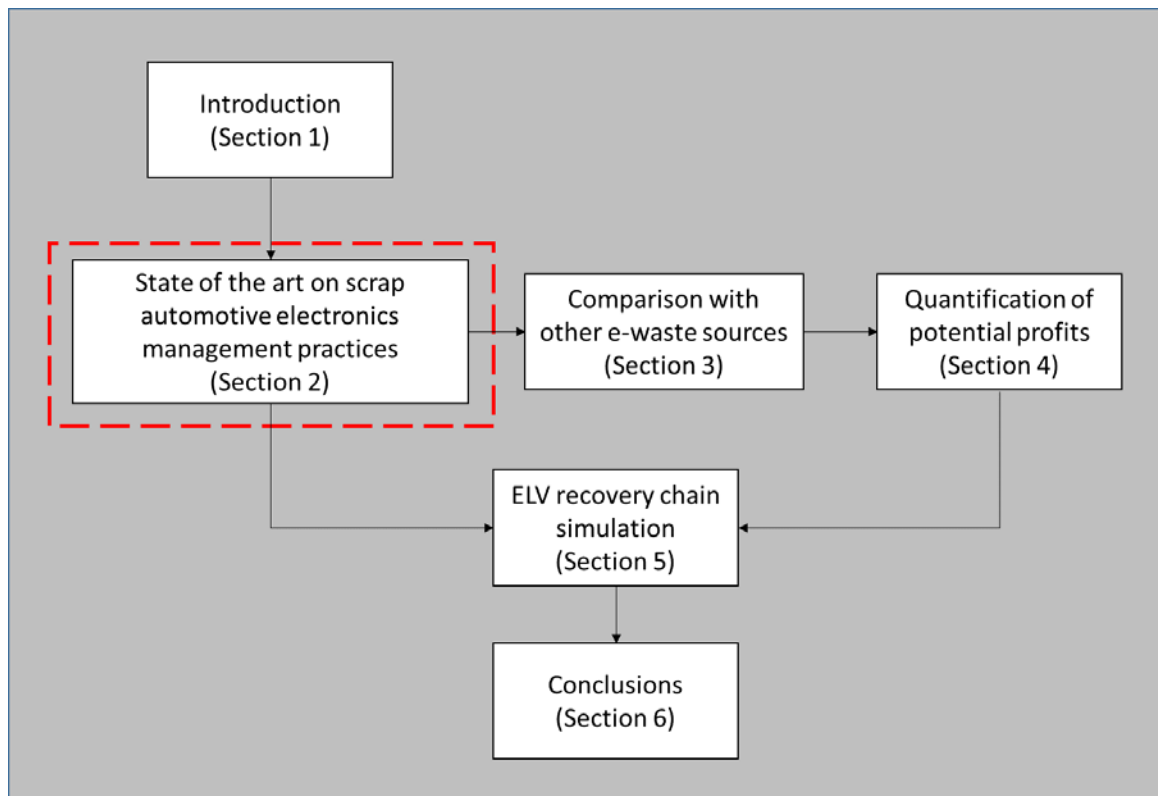 Introduction
(Section 1)
State of the art on scrap
automotive electronics
management practices
(Section 2)
Comparison with
other e-waste sources
(Section 3)
Quantification of
potential profits
(Section 4)
ELV recovery chain
simulation
(Section 5)
Conclusions
(Section 6)